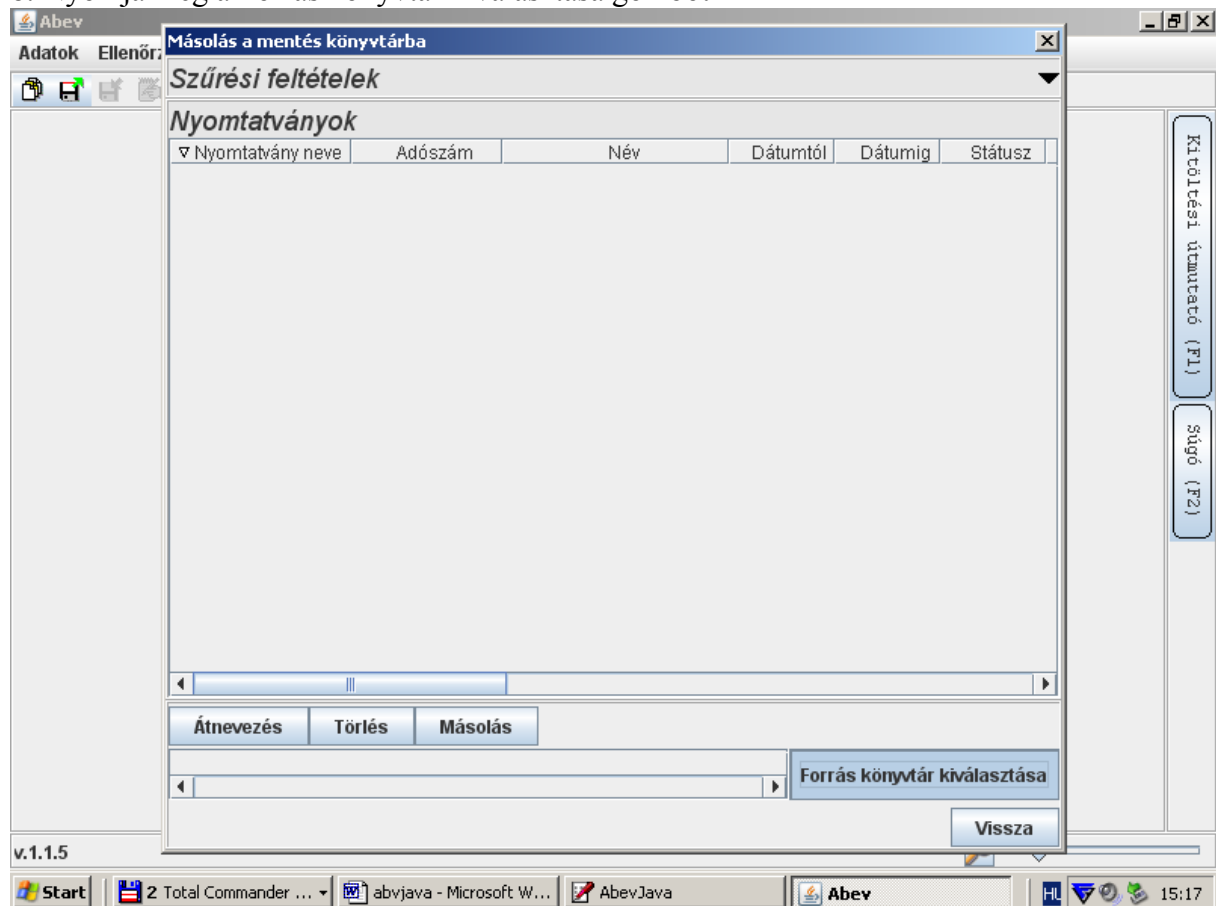 Abev
Másolás a mentés könyvtárba
Adatok Ellenőrz
Szűrési feltételek
Nyomtatványok
Nyomtatvány neve Adószám Név Dátumtól Dátumig Státusz
Kitöltési útmutató (F1)
Súgó (F2)
Átnevezés Törlés Másolás
Forrás könyvtár kiválasztása
Vissza
v.1.1.5
Start 2 Total Commander ... abvjava - Microsoft W... AbevJava Abev HU 15:17